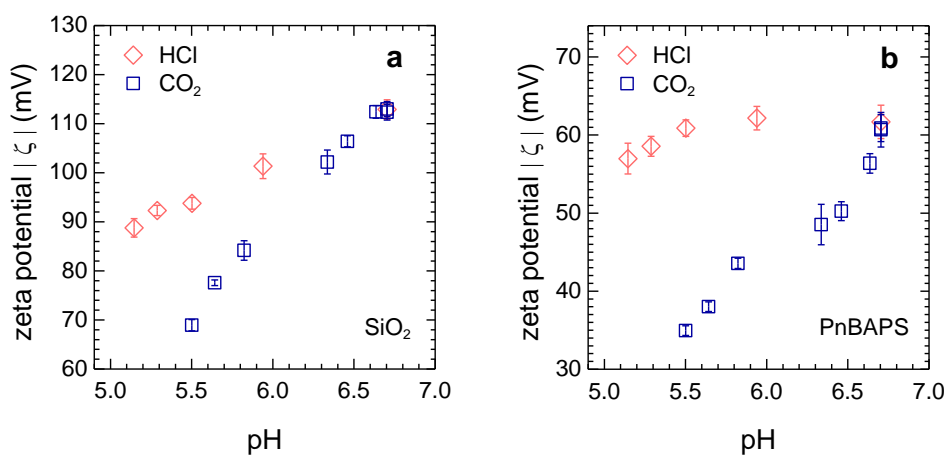 130
120
110
100
90
80
70
60
5.0 5.5 6.0 6.5 7.0
zeta potential | ζ | (mV)
pH
HCl
CO₂
a
SiO₂
70
60
50
40
30
5.0 5.5 6.0 6.5 7.0
zeta potential | ζ | (mV)
pH
HCl
CO₂
b
PnBAPS